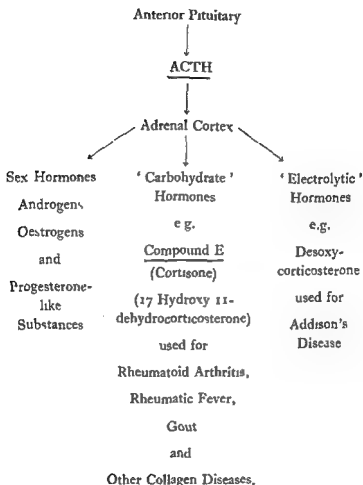 Anterior Pituitary
ACTH
Adrenal Cortex
Sex Hormones
Androgens
Oestrogens
and
Progesterone-
like
Substances
' Carbohydrate '
Hormones
e g.
Compound E
(Cortisone)
(17 Hydroxy 11-
dehydrocorticosterone)
used for
Rheumatoid Arthritis,
Rheumatic Fever,
Gout
and
Other Collagen Diseases.
' Electrolytic '
Hormones
e.g.
Desoxy-
corticosterone
used for
Addison's
Disease